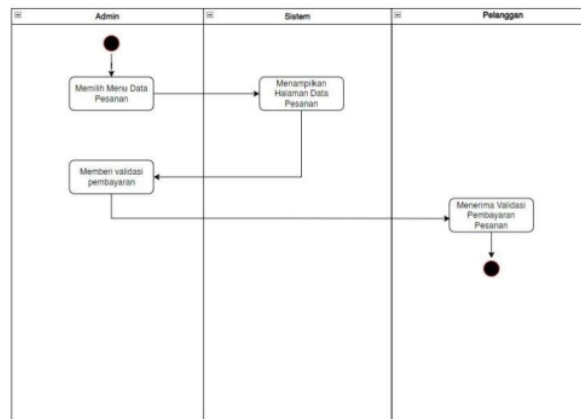 Admin
Sistem
Pelanggan
Memilih Menu Data
Pesanan
Menampilkan
Halaman Data
Pesanan
Memberi validasi
pembayaran
Menerima Validasi
Pembayaran
Pesanan